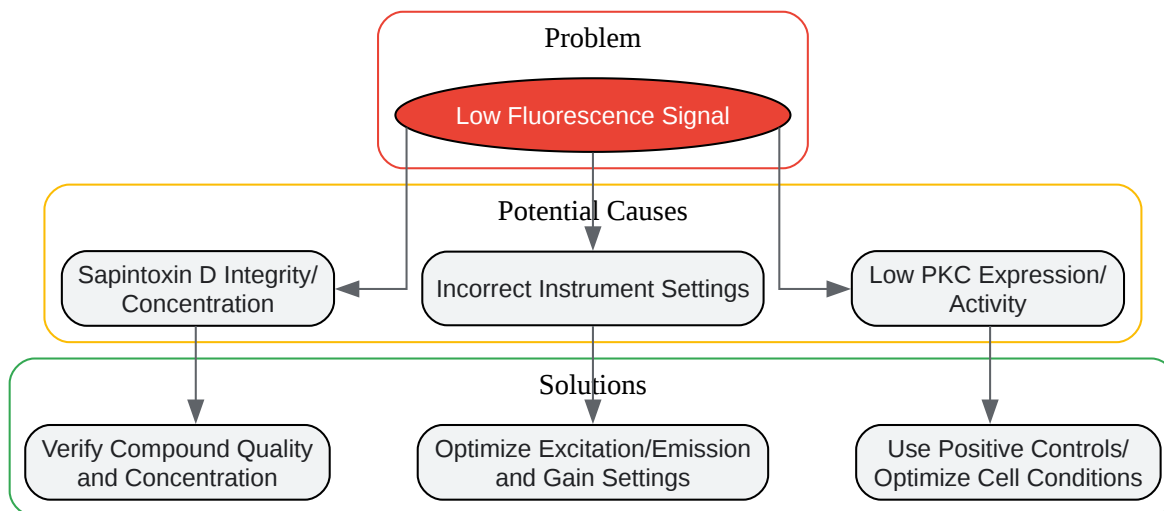 Problem
Low Fluorescence Signal
Potential Causes
Sapintoxin D Integrity/
Concentration
Incorrect Instrument Settings
Low PKC Expression/
Activity
Solutions
Verify Compound Quality
and Concentration
Optimize Excitation/Emission
and Gain Settings
Use Positive Controls/
Optimize Cell Conditions